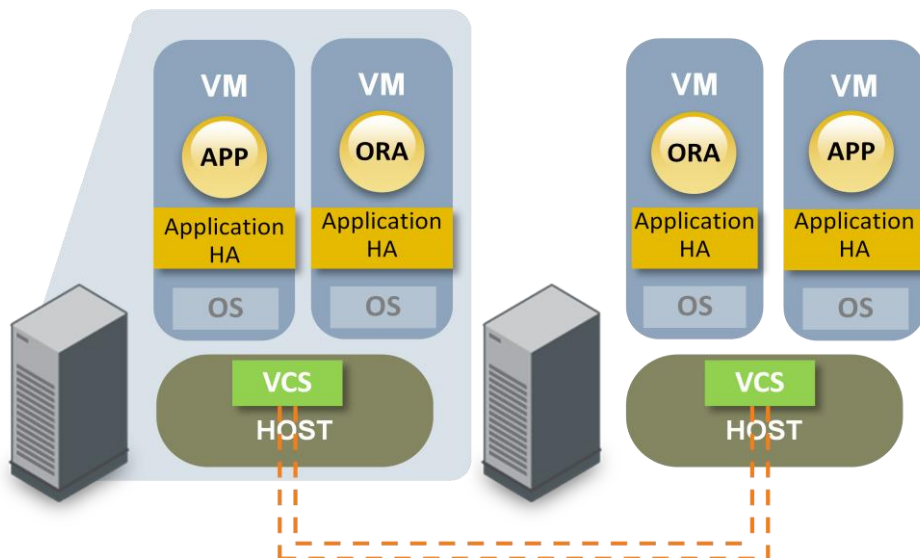 VM
APP
Application
HA
OS
VM
ORA
Application
HA
OS
VCS
HOST
VM
ORA
Application
HA
OS
VM
APP
Application
HA
OS
VCS
HOST